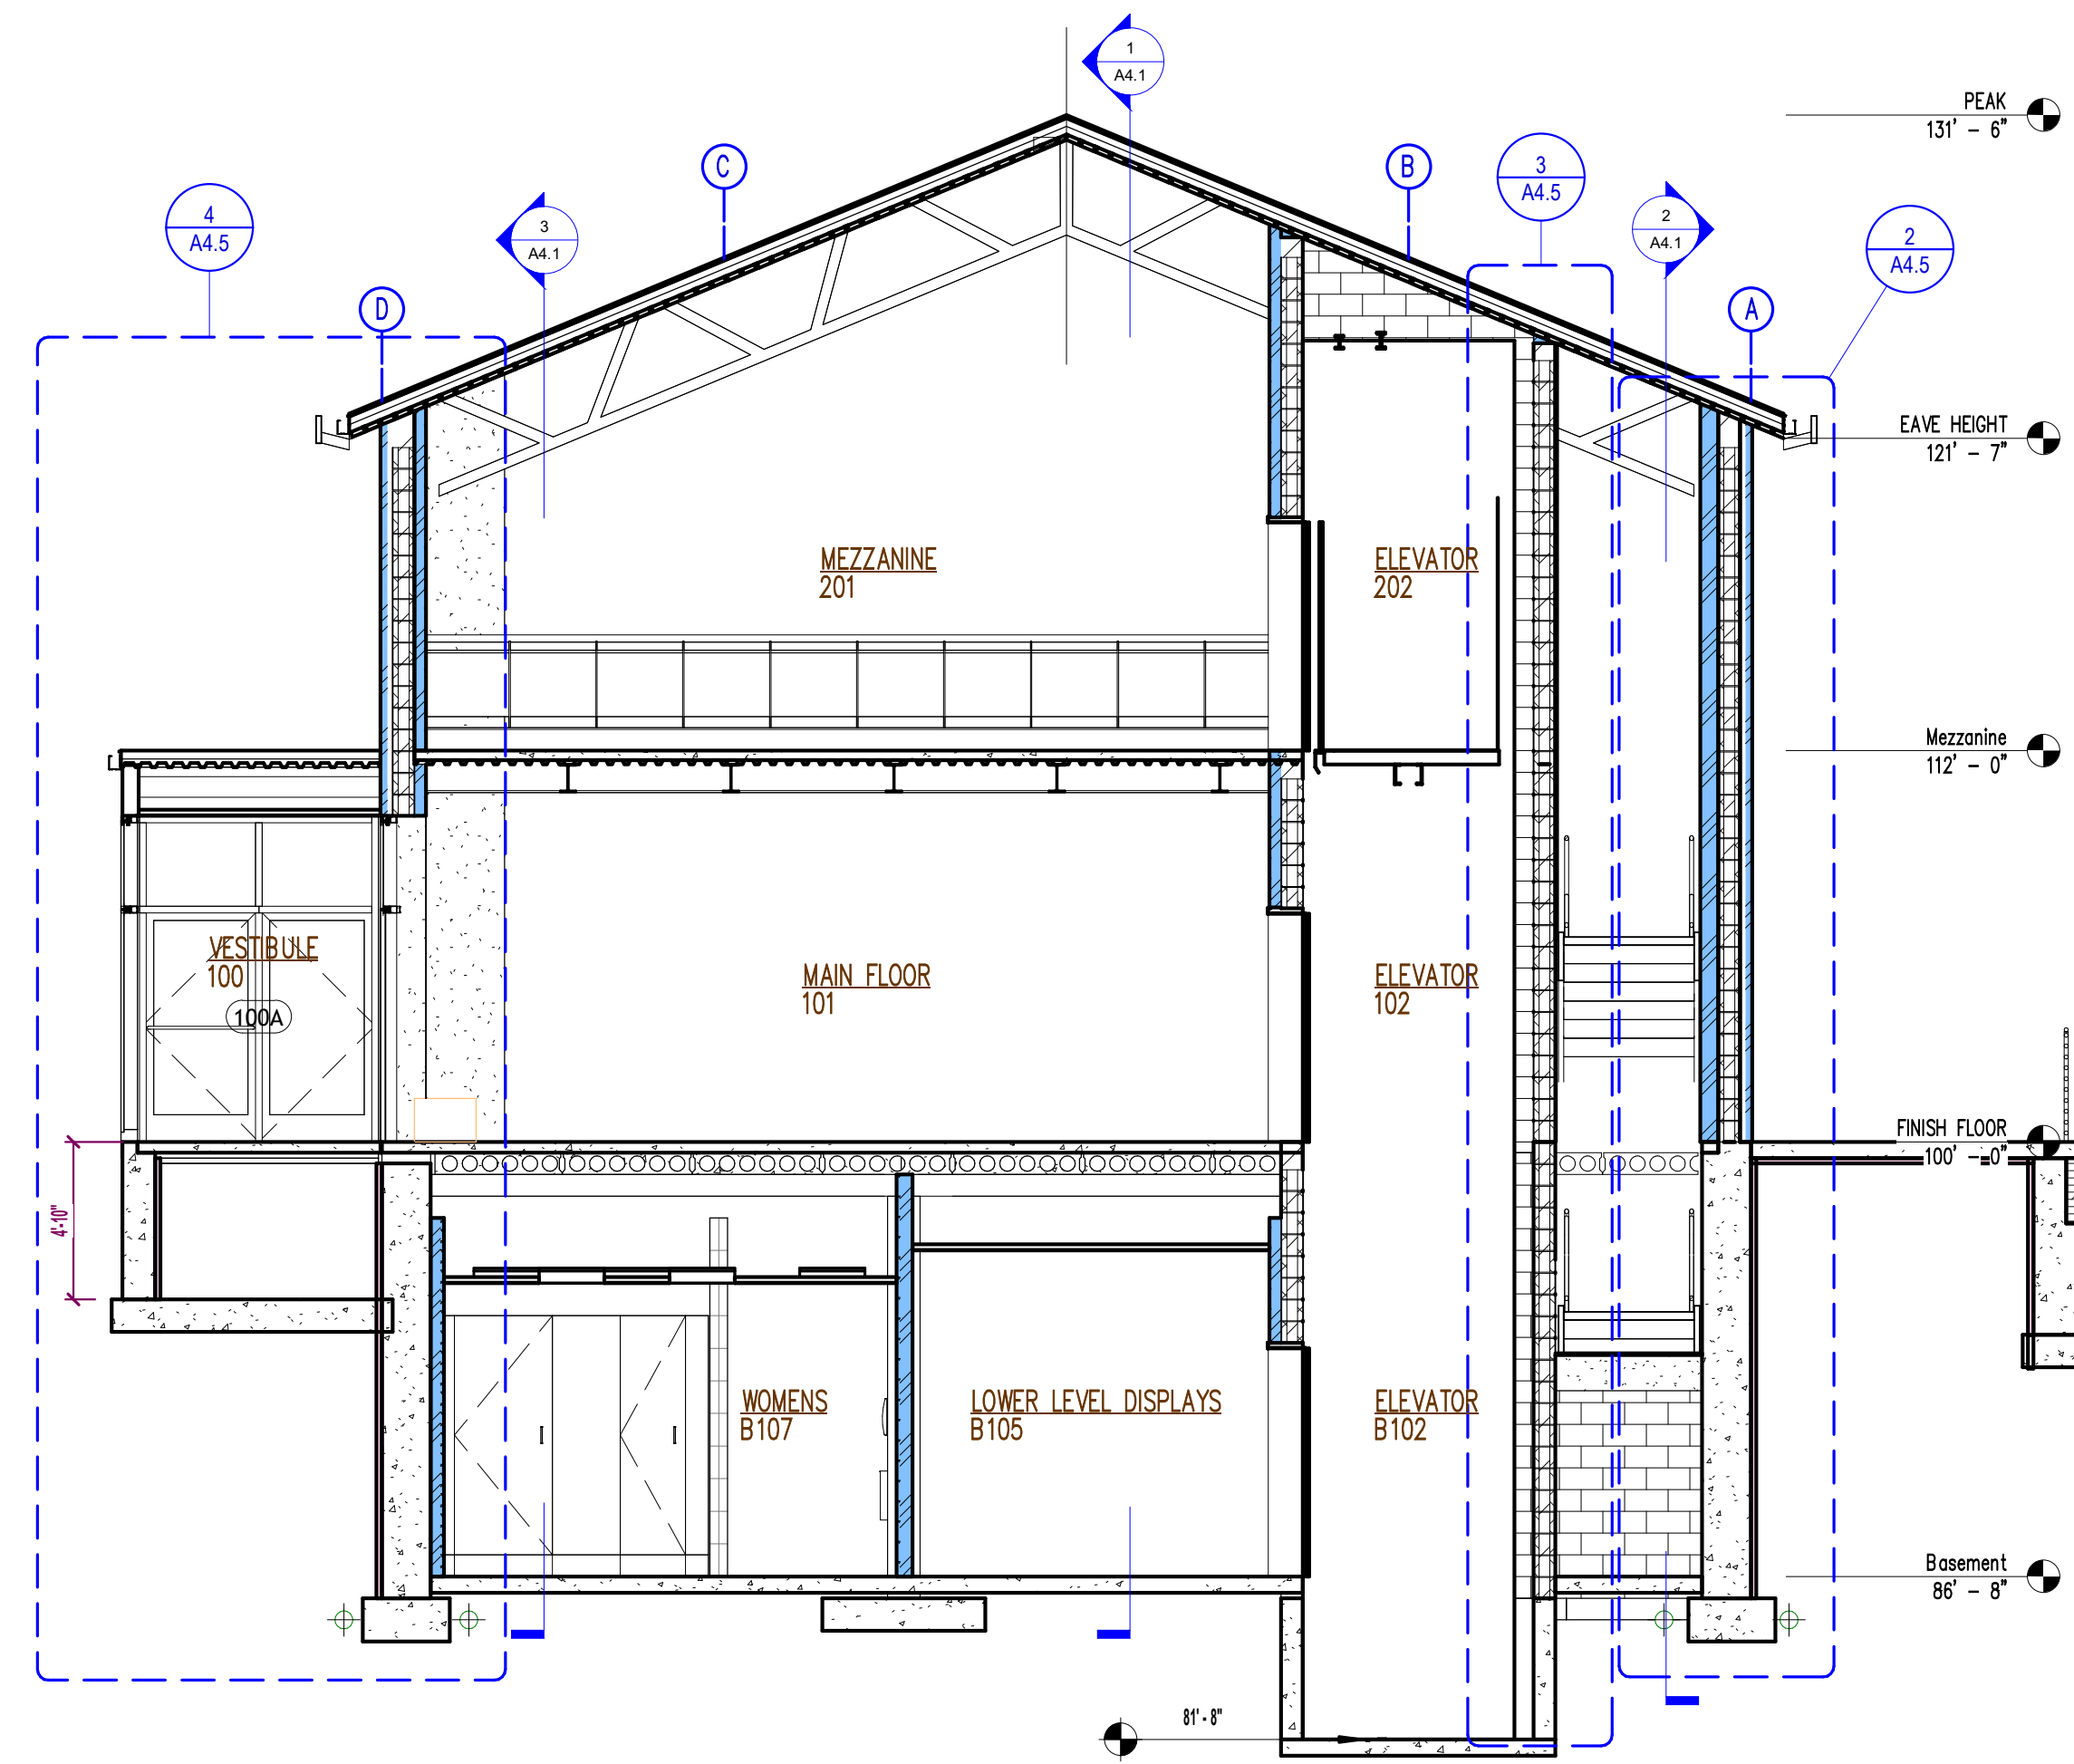 1
A4.1
PEAK
131' - 6"
C
B
3
A4.5
4
A4.5
3
A4.1
2
A4.1
2
A4.5
D
A
EAVE HEIGHT
121' - 7"
MEZZANINE
201
ELEVATOR
202
Mezzanine
112' - 0"
VESTIBULE
100
100A
MAIN FLOOR
101
ELEVATOR
102
FINISH FLOOR
100' - 0"
4'-10"
WOMENS
B107
LOWER LEVEL DISPLAYS
B105
ELEVATOR
B102
Basement
86' - 8"
81'-8"